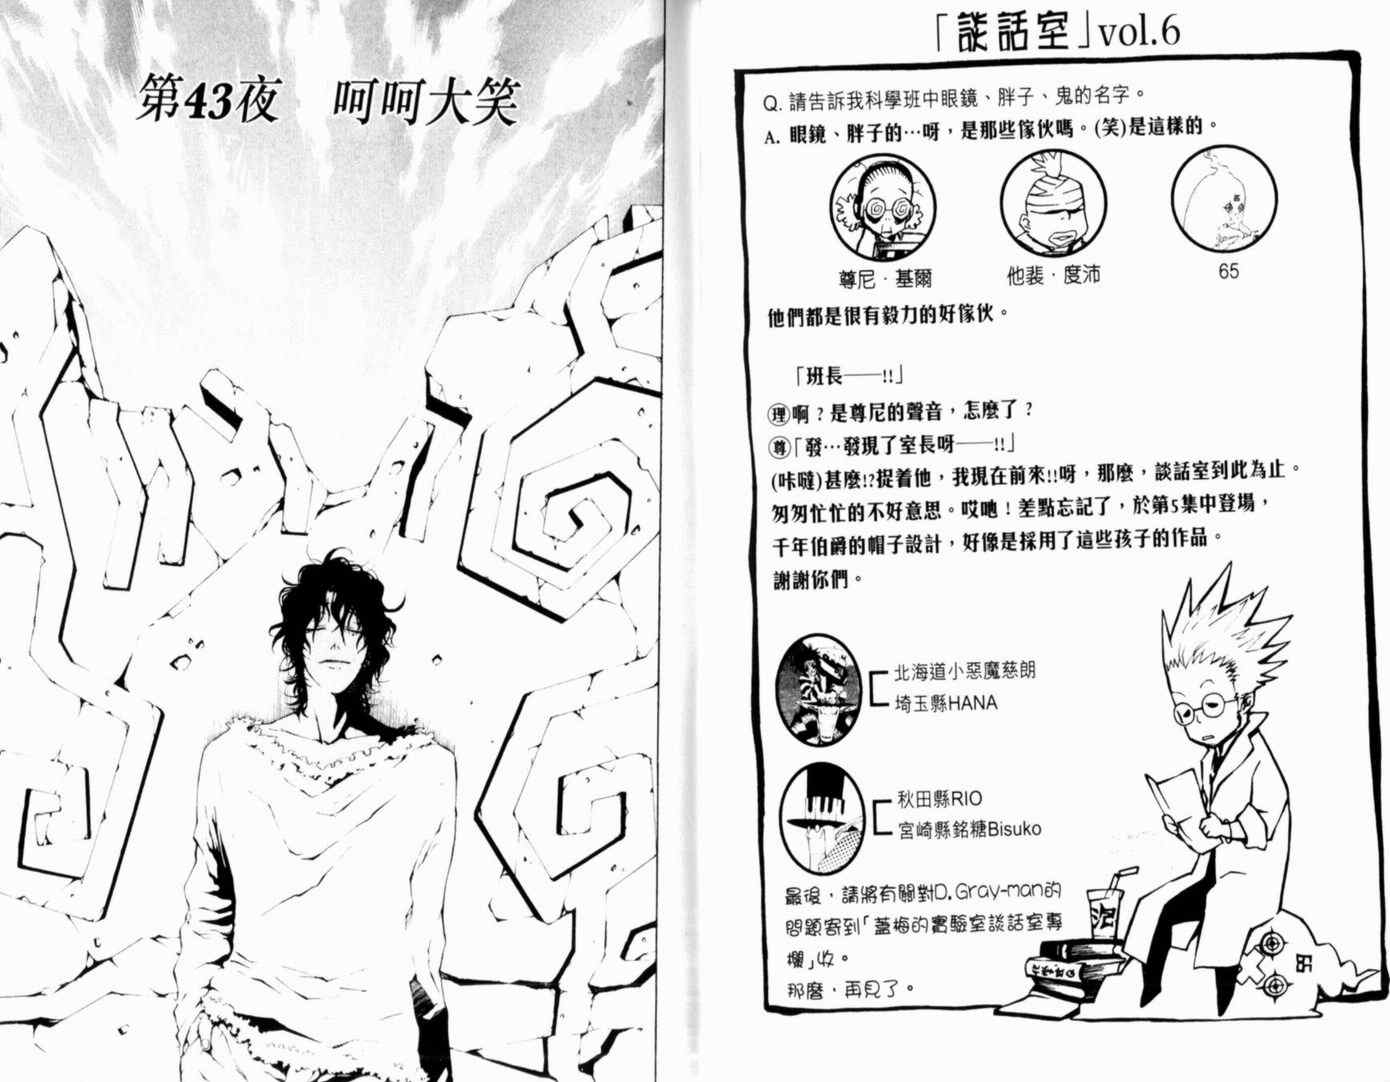 「談話室」vol.6
Q. 請告訴我科學班中眼鏡、胖子、鬼的名字。
A. 眼鏡、胖子的…呀，是那些傢伙嗎。(笑)是這樣的。
尊尼‧基爾
他裴‧度沛
65
他們都是很有毅力的好傢伙。
「班長——!!」
理啊？是尊尼的聲音，怎麼了？
尊「發…發現了室長呀——!!」
(咔噠)甚麼!?捉着他，我現在前來!!呀，那麼，談話室到此為止。
匆匆忙忙的不好意思。哎吔！差點忘記了，於第5集中登場，
千年伯爵的帽子設計，好像是採用了這些孩子的作品。
謝謝你們。
北海道小惡魔慈朗
埼玉縣HANA
秋田縣RIO
宮崎縣銘糖Bisuko
最後，請將有關對D.Gray-man的
問題寄到「蓋梅的實驗室談話室專
欄」收。
那麼，再見了。
65
第43夜　呵呵大笑